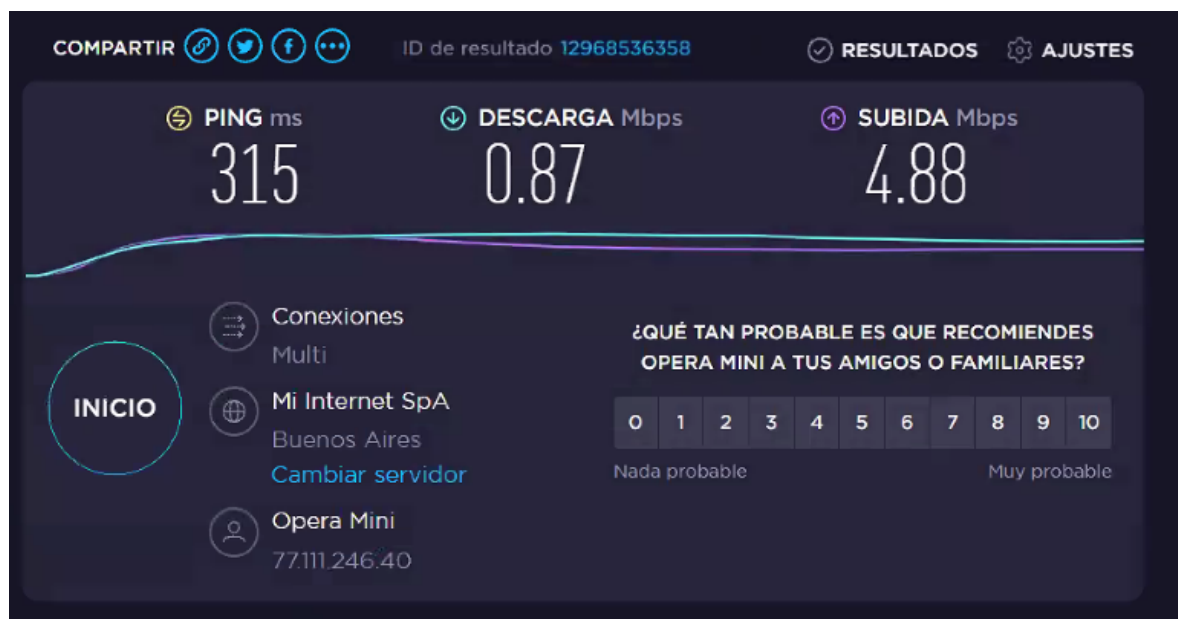 COMPARTIR
ID de resultado 12968536358
RESULTADOS
AJUSTES
PING ms
315
DESCARGA Mbps
0.87
SUBIDA Mbps
4.88
INICIO
Conexiones
Multi
Mi Internet SpA
Buenos Aires
Cambiar servidor
Opera Mini
77.111.246.40
¿QUÉ TAN PROBABLE ES QUE RECOMIENDES
OPERA MINI A TUS AMIGOS O FAMILIARES?
0 1 2 3 4 5 6 7 8 9 10
Nada probable
Muy probable